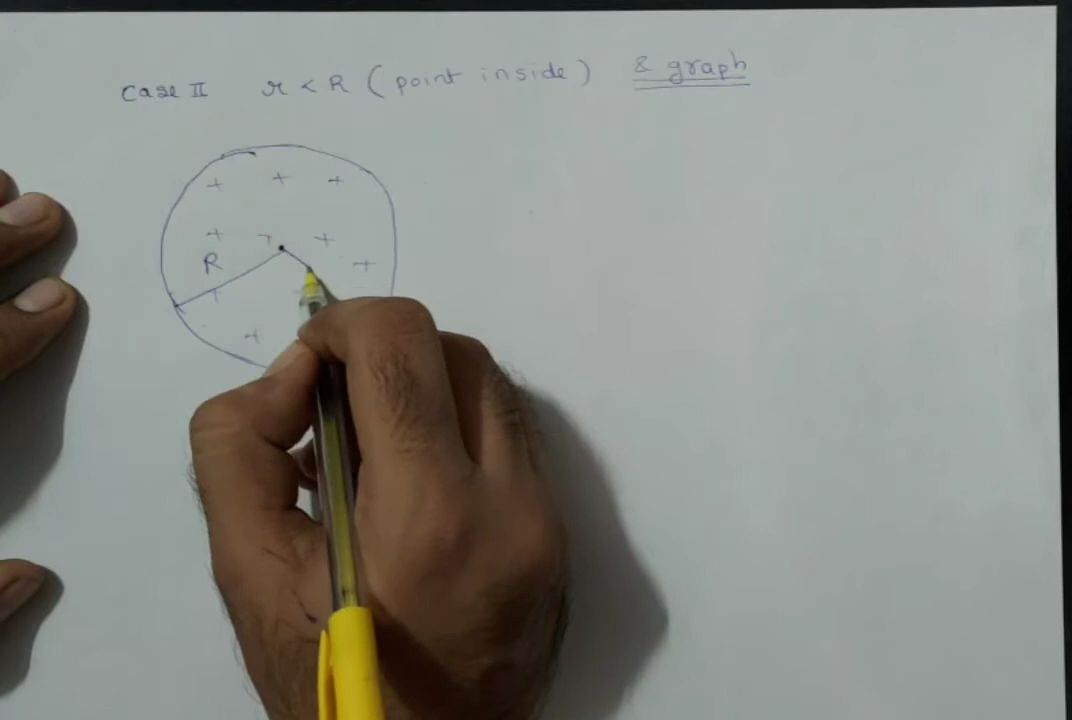 Case II r < R (point inside) & graph
+ + +
+ + +
R +
+
+